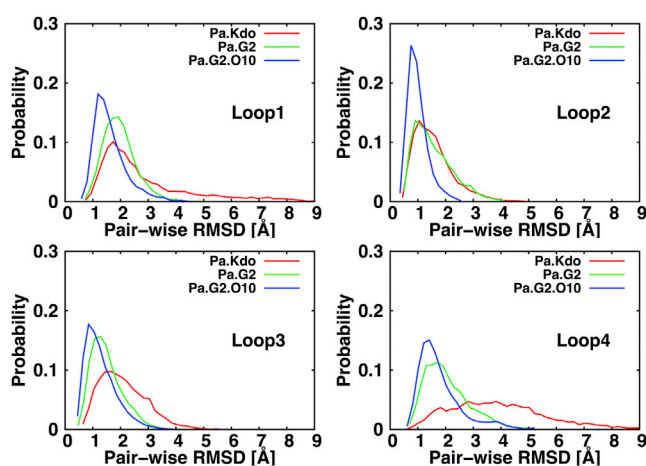 0.3
0.2
0.1
0
Probability
Pa.Kdo
Pa.G2
Pa.G2.O10
Loop1
0 1 2 3 4 5 6 7 8 9
Pair-wise RMSD [Å]
0.3
0.2
0.1
0
Probability
Pa.Kdo
Pa.G2
Pa.G2.O10
Loop2
0 1 2 3 4 5 6 7 8 9
Pair-wise RMSD [Å]
0.3
0.2
0.1
0
Probability
Pa.Kdo
Pa.G2
Pa.G2.O10
Loop3
0 1 2 3 4 5 6 7 8 9
Pair-wise RMSD [Å]
0.3
0.2
0.1
0
Probability
Pa.Kdo
Pa.G2
Pa.G2.O10
Loop4
0 1 2 3 4 5 6 7 8 9
Pair-wise RMSD [Å]